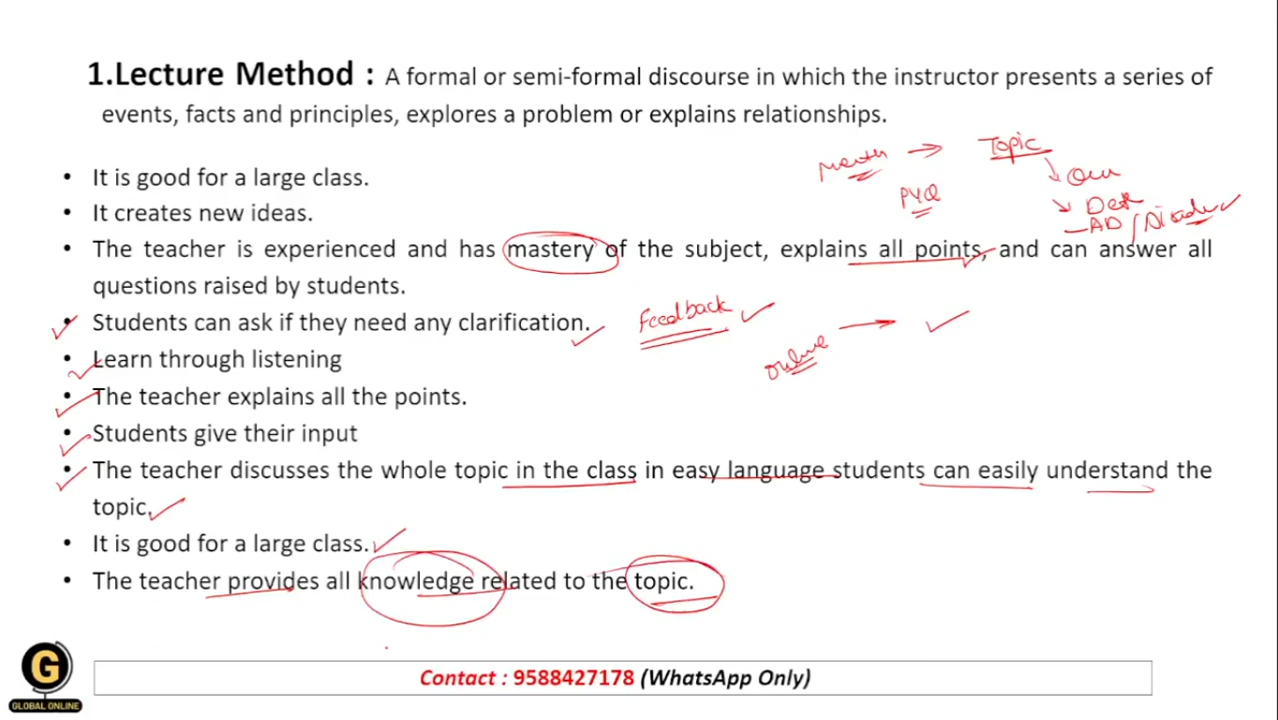 1.Lecture Method : A formal or semi-formal discourse in which the instructor presents a series of
events, facts and principles, explores a problem or explains relationships.
Topic
PYQ
AD / Disadv
• It is good for a large class.
• It creates new ideas.
• The teacher is experienced and has mastery of the subject, explains all points, and can answer all
questions raised by students.
• Students can ask if they need any clarification.
Feedback
online
• Learn through listening
• The teacher explains all the points.
• Students give their input
• The teacher discusses the whole topic in the class in easy language students can easily understand the
topic.
• It is good for a large class.
• The teacher provides all knowledge related to the topic.
G
GLOBAL ONLINE
Contact : 9588427178 (WhatsApp Only)